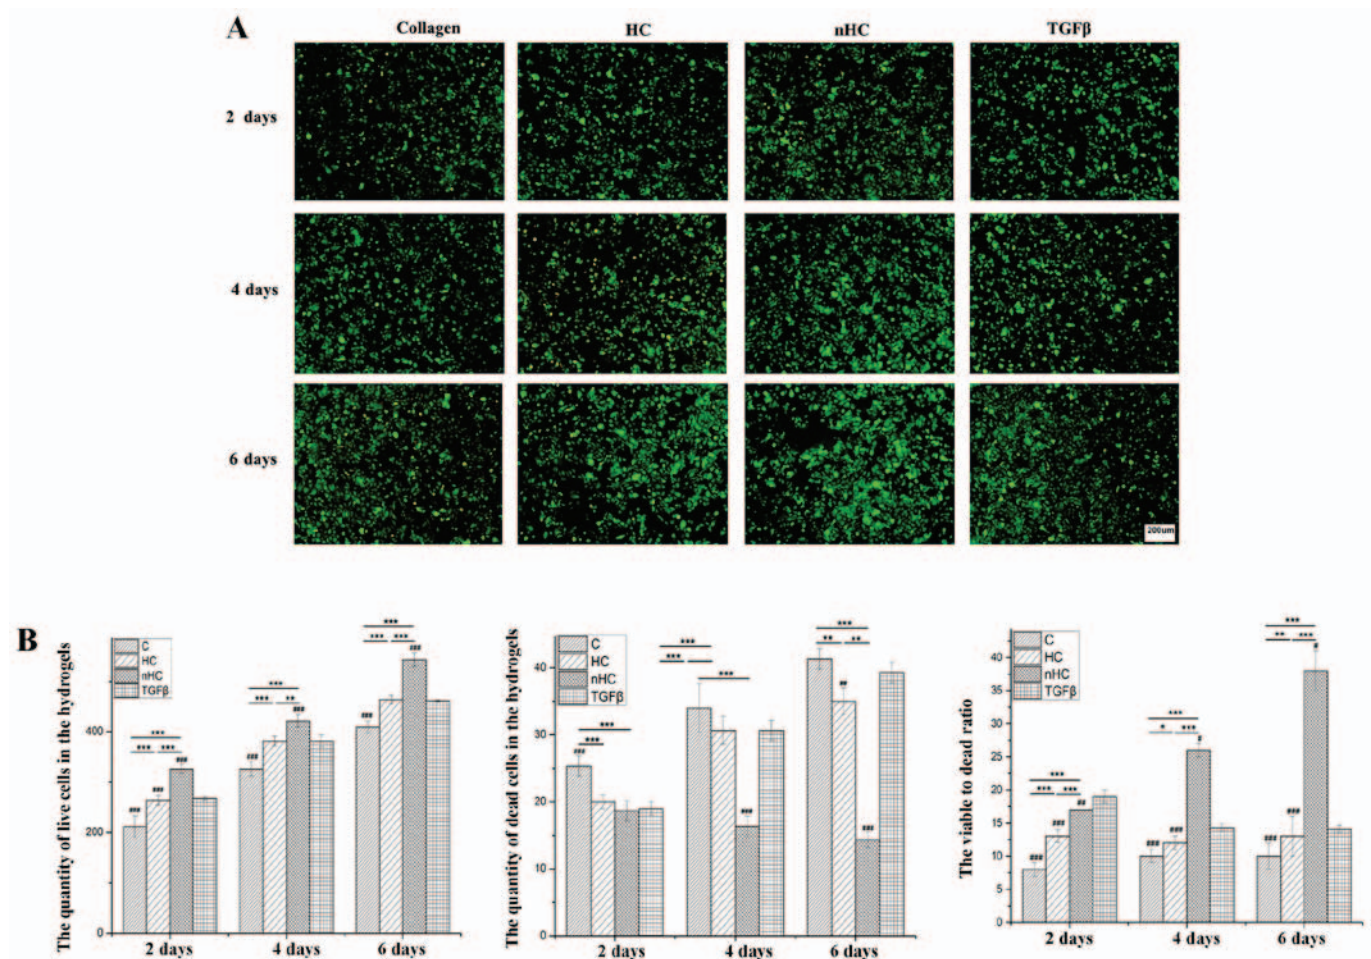 A
Collagen HC nHC TGFβ
2 days
4 days
6 days
200um
B
The quantity of live cells in the hydrogels
C
HC
nHC
TGFβ
400
200
0
*** *** ***
*** *** **
*** *** ***
### ### ###
### ###
### ###
2 days 4 days 6 days
The quantity of dead cells in the hydrogels
C
HC
nHC
TGFβ
40
30
20
10
0
*** ***
*** *** ***
*** ** **
###
###
## ###
2 days 4 days 6 days
The viable to dead ratio
C
HC
nHC
TGFβ
40
35
30
25
20
15
10
5
0
*** *** ***
*** * ***
*** ** ***
### ### ##
### ### #
### ### #
2 days 4 days 6 days